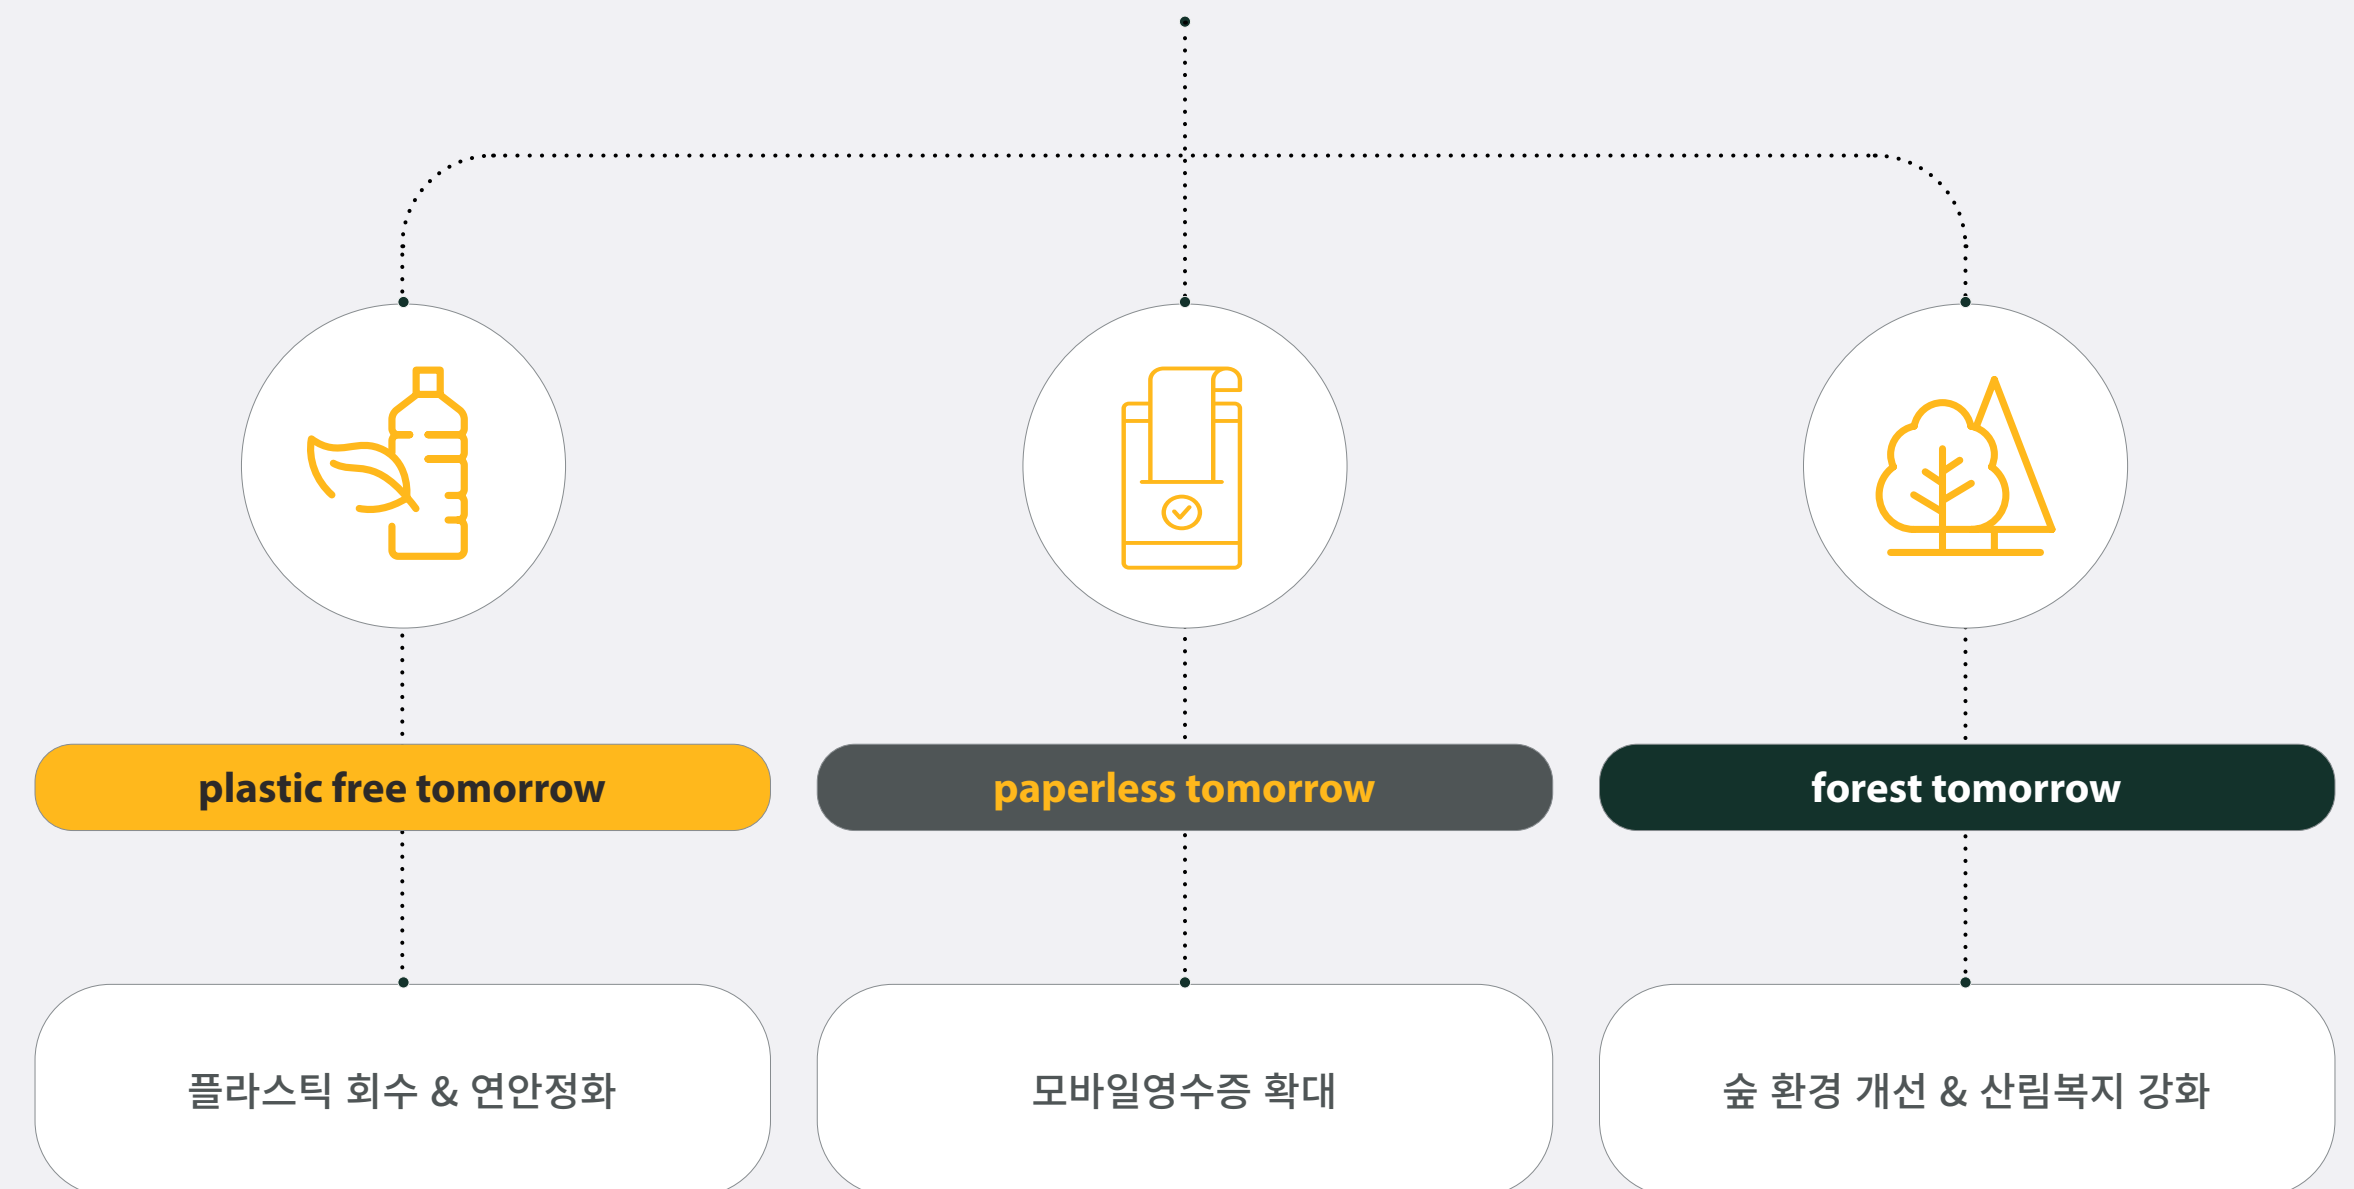 plastic free tomorrow
paperless tomorrow
forest tomorrow
플라스틱 회수 & 연안정화
모바일영수증 확대
숲 환경 개선 & 산림복지 강화